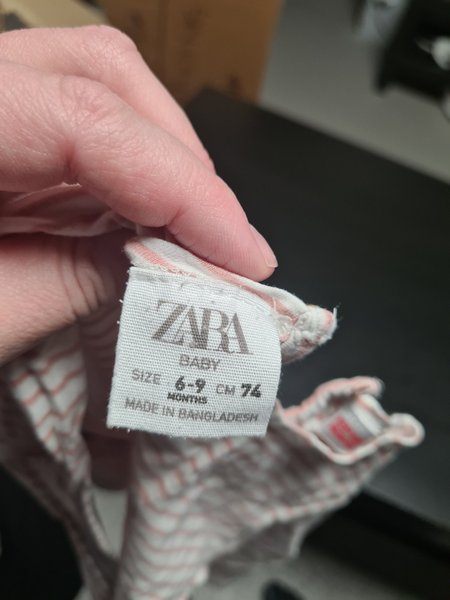 ZARA
BABY
SIZE 6-9 MONTHS CM 74
MADE IN BANGLADESH